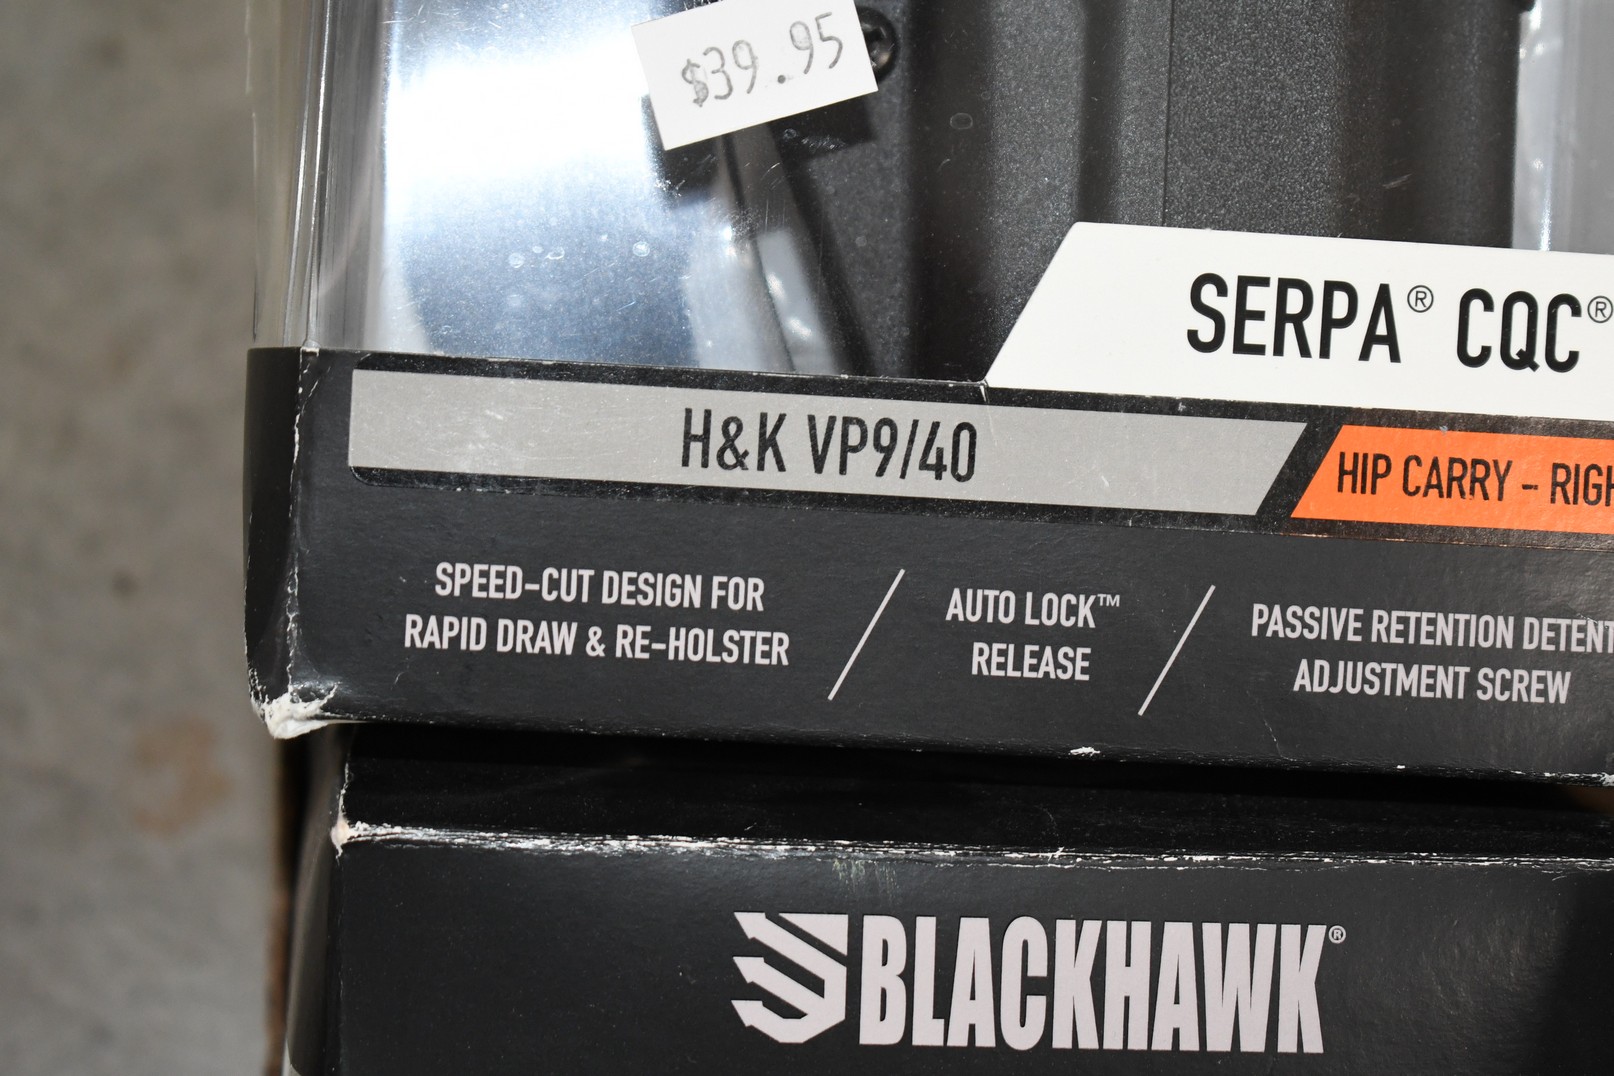 $39.95
SERPA® CQC®
H&K VP9/40
HIP CARRY - RIGH
SPEED-CUT DESIGN FOR
RAPID DRAW & RE-HOLSTER
AUTO LOCK™
RELEASE
PASSIVE RETENTION DETENT
ADJUSTMENT SCREW
BLACKHAWK®